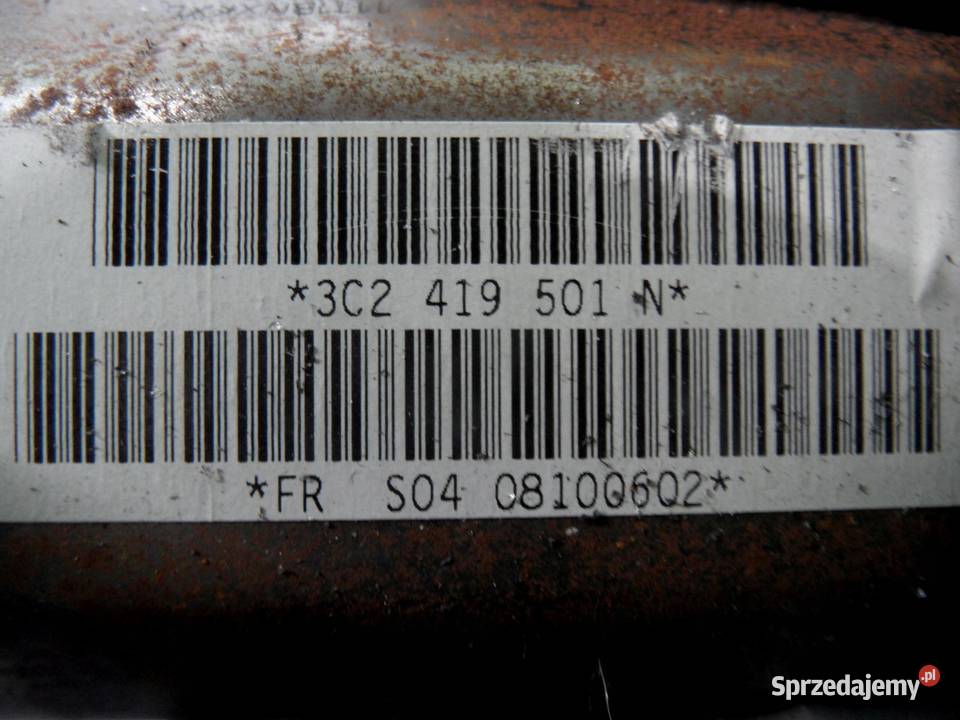 *3C2 419 501 N*
*FR S04 08100602*
Sprzedajemy.pl